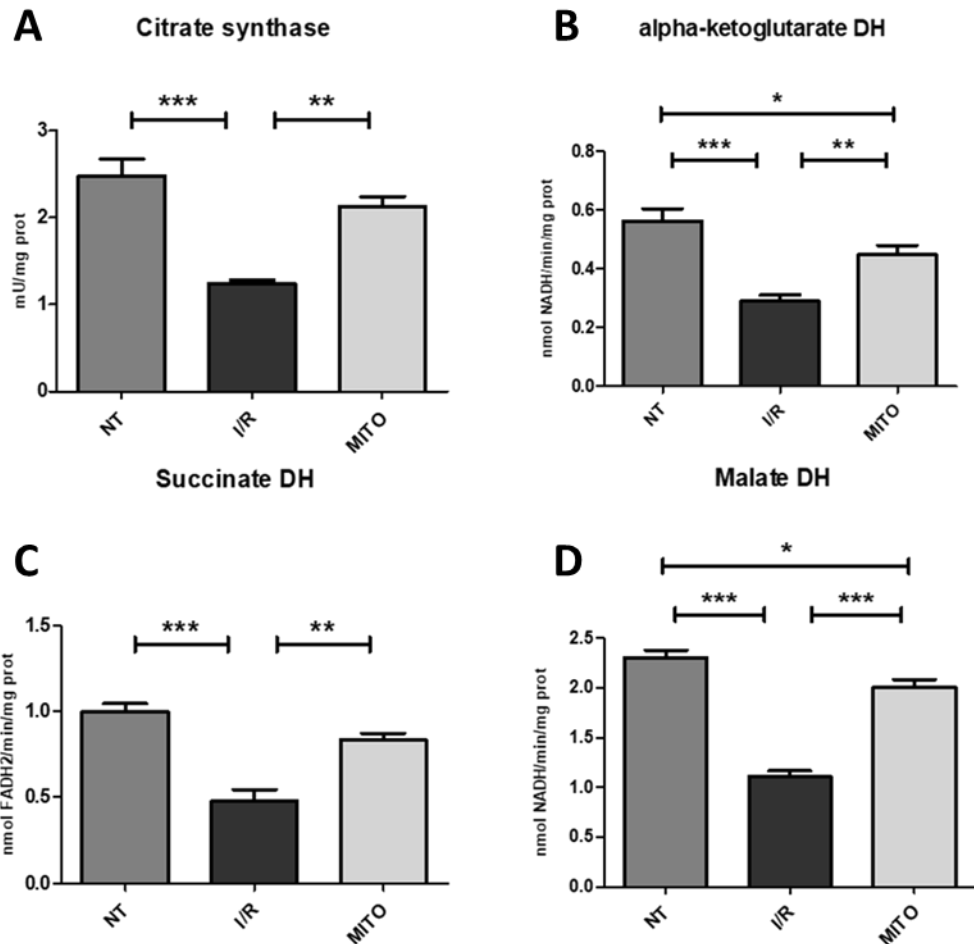 A
Citrate synthase
*** **
3
2
1
0
mU/mg prot
NT I/R MITO
B
alpha-ketoglutarate DH
*
*** **
0.8
0.6
0.4
0.2
0.0
nmol NADH/min/mg prot
NT I/R MITO
C
Succinate DH
*** **
1.5
1.0
0.5
0.0
nmol FADH2/min/mg prot
NT I/R MITO
D
Malate DH
*
*** ***
2.5
2.0
1.5
1.0
0.5
0.0
nmol NADH/min/mg prot
NT I/R MITO